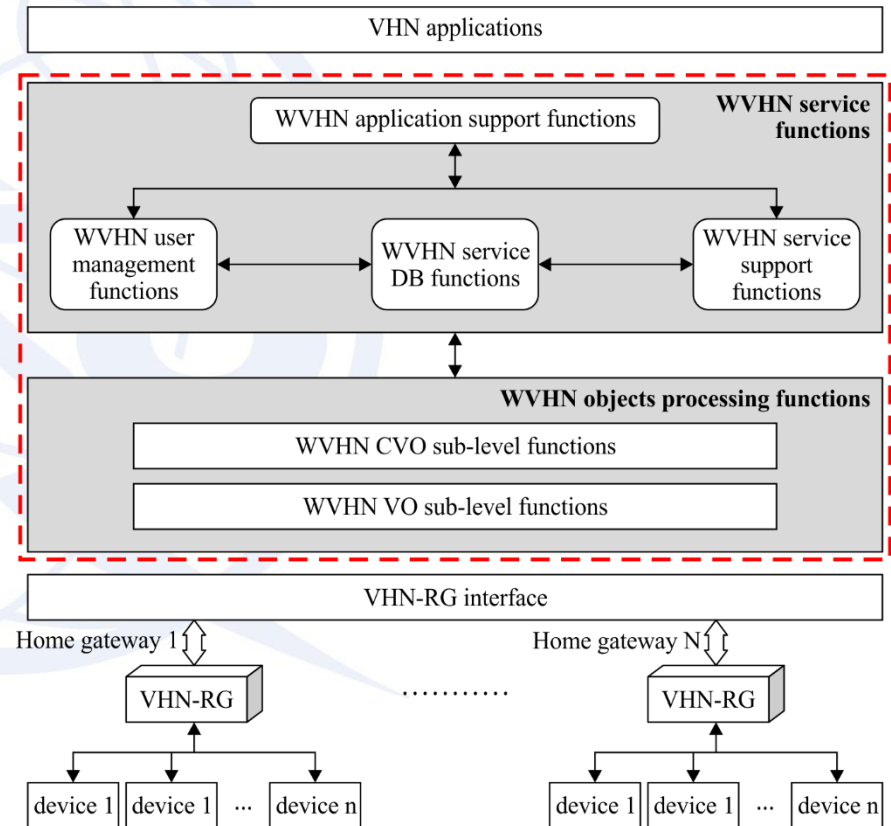 VHN applications
WVHN service
functions
WVHN application support functions
WVHN user
management
functions
WVHN service
DB functions
WVHN service
support
functions
WVHN objects processing functions
WVHN CVO sub-level functions
WVHN VO sub-level functions
VHN-RG interface
Home gateway 1
Home gateway N
VHN-RG
............
VHN-RG
device 1
device 1
...
device n
device 1
device 1
...
device n